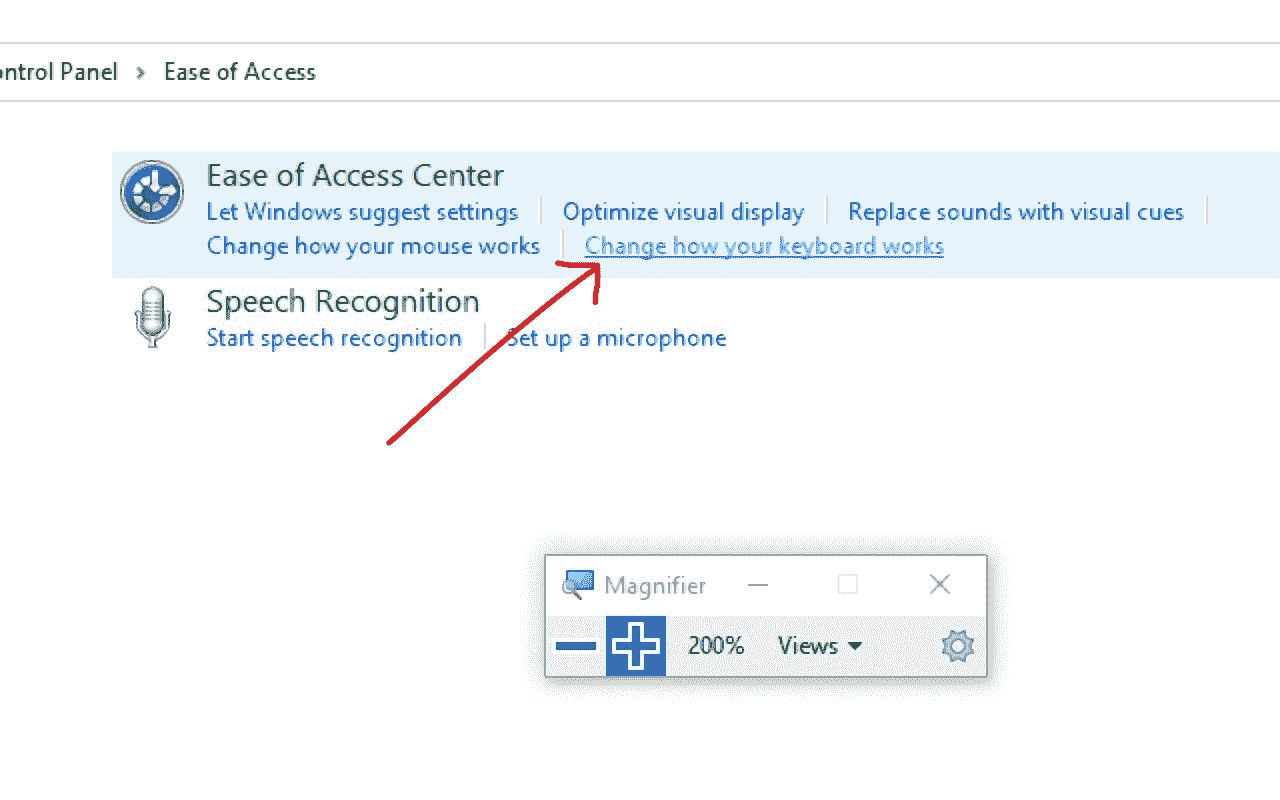 ontrol Panel > Ease of Access
Ease of Access Center
Let Windows suggest settings | Optimize visual display | Replace sounds with visual cues |
Change how your mouse works | Change how your keyboard works
Speech Recognition
Start speech recognition | Set up a microphone
Magnifier
200% Views